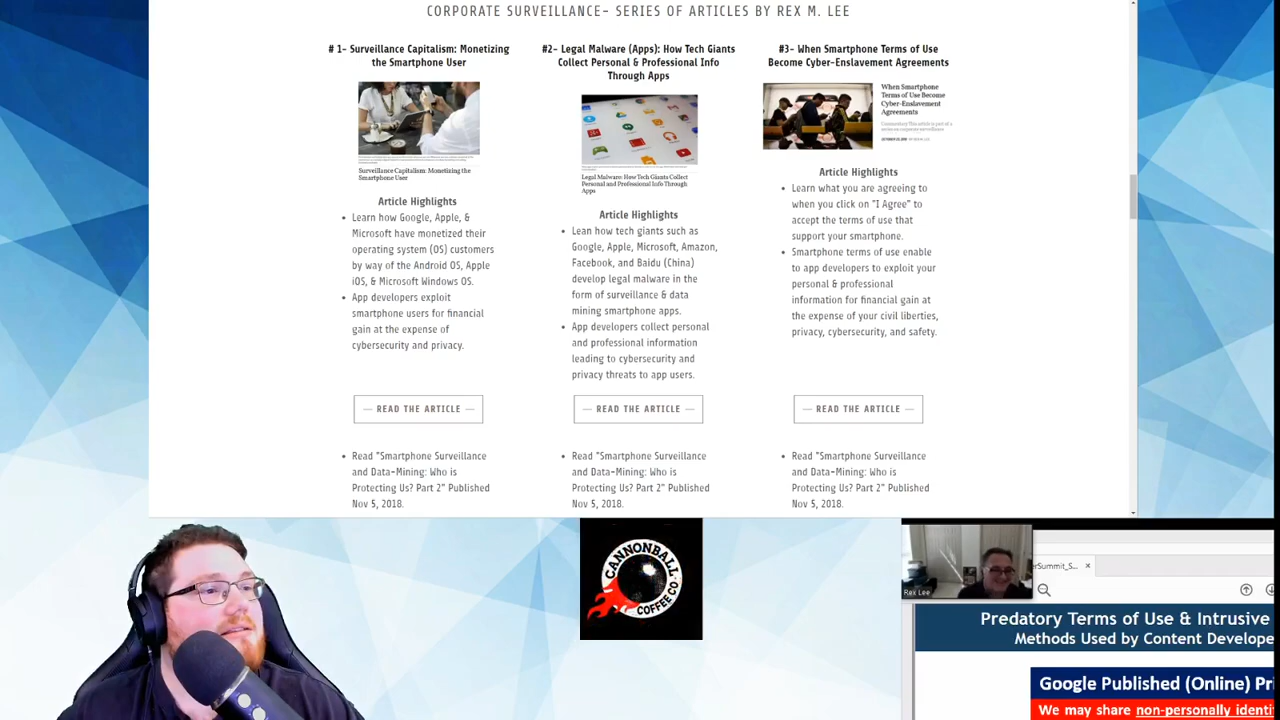 CORPORATE SURVEILLANCE- SERIES OF ARTICLES BY REX M. LEE
# 1- Surveillance Capitalism: Monetizing
the Smartphone User
Surveillance Capitalism: Monetizing the
Smartphone User
Article Highlights
• Learn how Google, Apple, &
Microsoft have monetized their
operating system (OS) customers
by way of the Android OS, Apple
iOS, & Microsoft Windows OS.
• App developers exploit
smartphone users for financial
gain at the expense of
cybersecurity and privacy.
— READ THE ARTICLE —
• Read "Smartphone Surveillance
and Data-Mining: Who is
Protecting Us? Part 2" Published
Nov 5, 2018.
#2- Legal Malware (Apps): How Tech Giants
Collect Personal & Professional Info
Through Apps
Legal Malware: How Tech Giants Collect
Personal and Professional Info Through
Apps
Article Highlights
• Lean how tech giants such as
Google, Apple, Microsoft, Amazon,
Facebook, and Baidu (China)
develop legal malware in the
form of surveillance & data
mining smartphone apps.
• App developers collect personal
and professional information
leading to cybersecurity and
privacy threats to app users.
— READ THE ARTICLE —
• Read "Smartphone Surveillance
and Data-Mining: Who is
Protecting Us? Part 2" Published
Nov 5, 2018.
#3- When Smartphone Terms of Use
Become Cyber-Enslavement Agreements
When Smartphone
Terms of Use Become
Cyber-Enslavement
Agreements
Article Highlights
• Learn what you are agreeing to
when you click on "I Agree" to
accept the terms of use that
support your smartphone.
• Smartphone terms of use enable
to app developers to exploit your
personal & professional
information for financial gain at
the expense of your civil liberties,
privacy, cybersecurity, and safety.
— READ THE ARTICLE —
• Read "Smartphone Surveillance
and Data-Mining: Who is
Protecting Us? Part 2" Published
Nov 5, 2018.
CANNONBALL
COFFEE CO
Rex Lee
erSummit_S...
Predatory Terms of Use & Intrusive
Methods Used by Content Develope
Google Published (Online) Pri
We may share non-personally identif